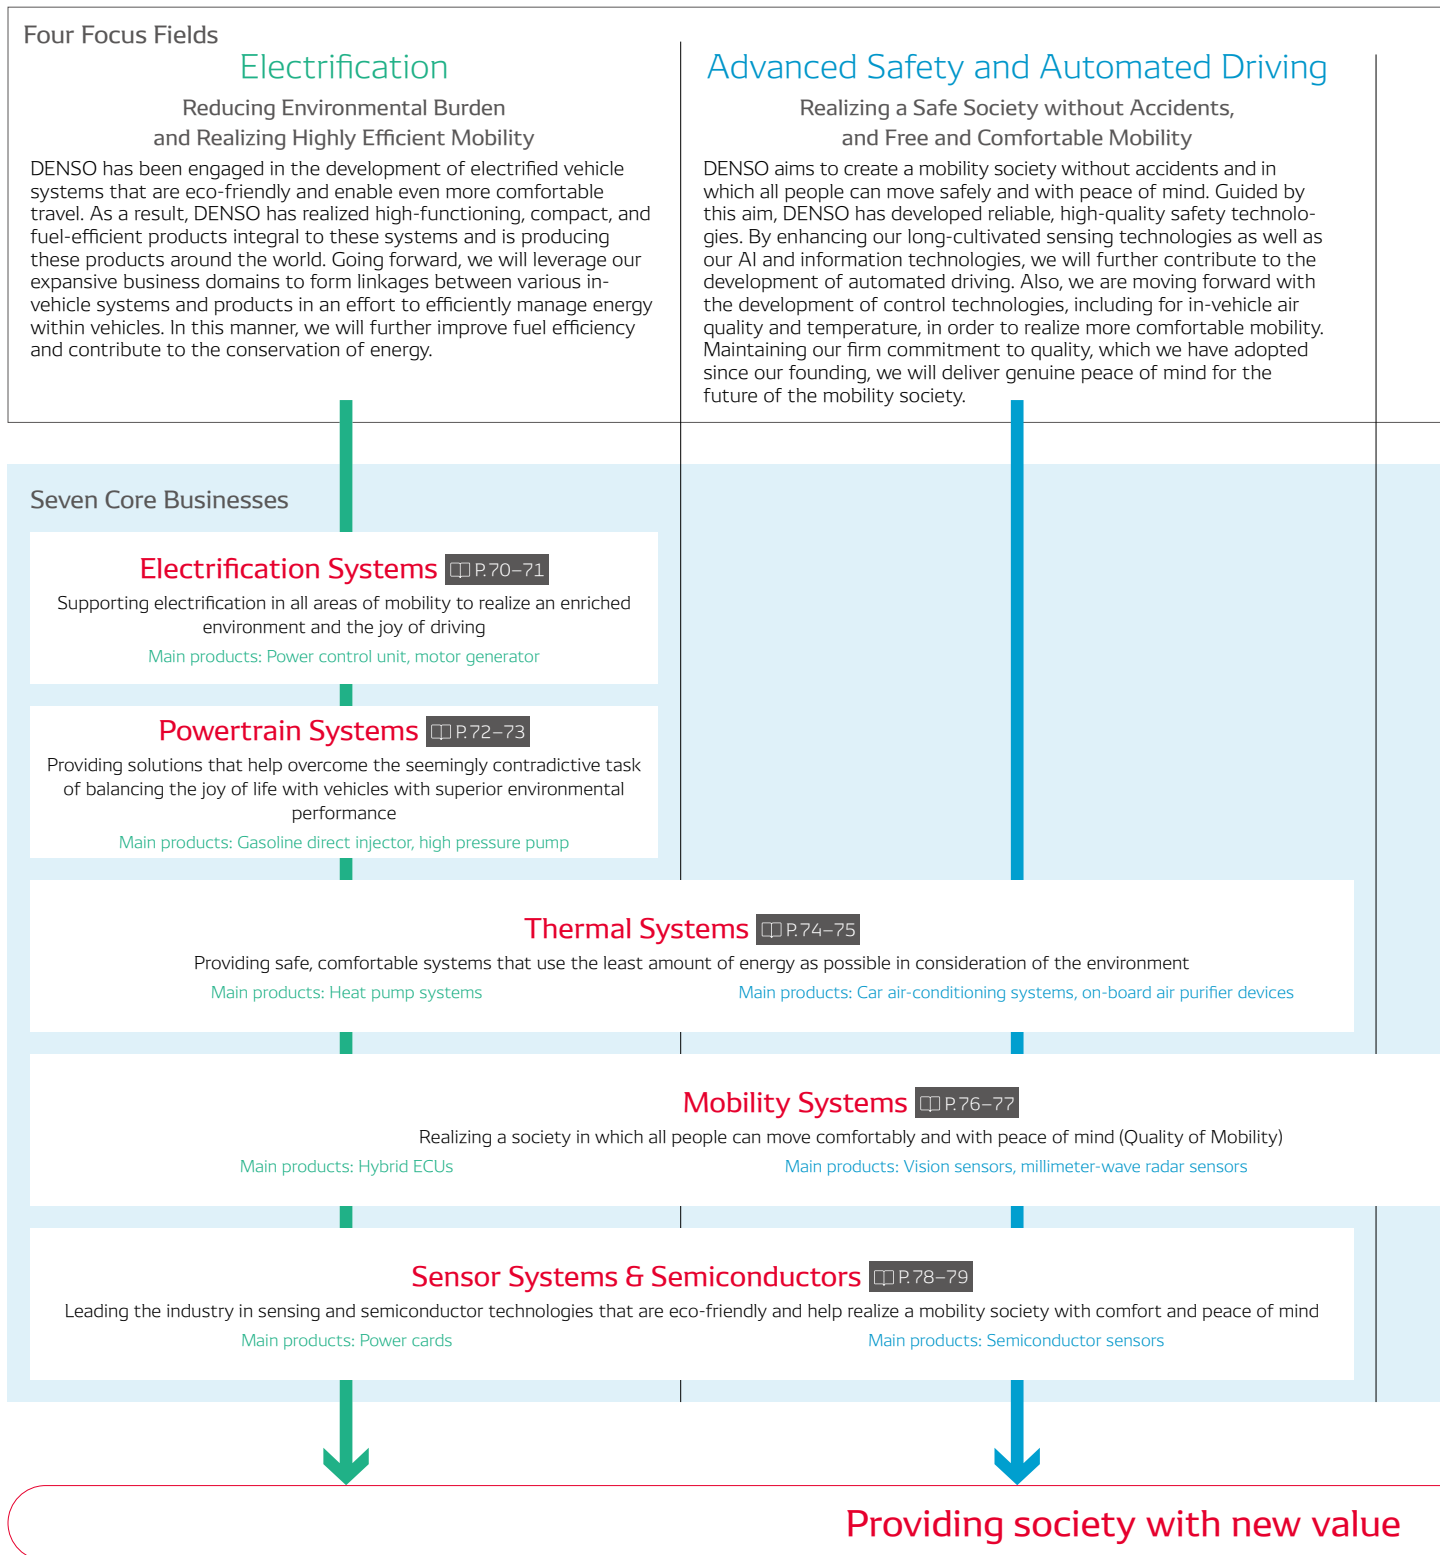 Four Focus Fields
Electrification
Reducing Environmental Burden
and Realizing Highly Efficient Mobility
DENSO has been engaged in the development of electrified vehicle
systems that are eco-friendly and enable even more comfortable
travel. As a result, DENSO has realized high-functioning, compact, and
fuel-efficient products integral to these systems and is producing
these products around the world. Going forward, we will leverage our
expansive business domains to form linkages between various in-
vehicle systems and products in an effort to efficiently manage energy
within vehicles. In this manner, we will further improve fuel efficiency
and contribute to the conservation of energy.
Advanced Safety and Automated Driving
Realizing a Safe Society without Accidents,
and Free and Comfortable Mobility
DENSO aims to create a mobility society without accidents and in
which all people can move safely and with peace of mind. Guided by
this aim, DENSO has developed reliable, high-quality safety technolo-
gies. By enhancing our long-cultivated sensing technologies as well as
our AI and information technologies, we will further contribute to the
development of automated driving. Also, we are moving forward with
the development of control technologies, including for in-vehicle air
quality and temperature, in order to realize more comfortable mobility.
Maintaining our firm commitment to quality, which we have adopted
since our founding, we will deliver genuine peace of mind for the
future of the mobility society.
Seven Core Businesses
Electrification Systems P.70–71
Supporting electrification in all areas of mobility to realize an enriched
environment and the joy of driving
Main products: Power control unit, motor generator
Powertrain Systems P.72–73
Providing solutions that help overcome the seemingly contradictive task
of balancing the joy of life with vehicles with superior environmental
performance
Main products: Gasoline direct injector, high pressure pump
Thermal Systems P.74–75
Providing safe, comfortable systems that use the least amount of energy as possible in consideration of the environment
Main products: Heat pump systems
Main products: Car air-conditioning systems, on-board air purifier devices
Mobility Systems P.76–77
Realizing a society in which all people can move comfortably and with peace of mind (Quality of Mobility)
Main products: Hybrid ECUs
Main products: Vision sensors, millimeter-wave radar sensors
Sensor Systems & Semiconductors P.78–79
Leading the industry in sensing and semiconductor technologies that are eco-friendly and help realize a mobility society with comfort and peace of mind
Main products: Power cards
Main products: Semiconductor sensors
Providing society with new value